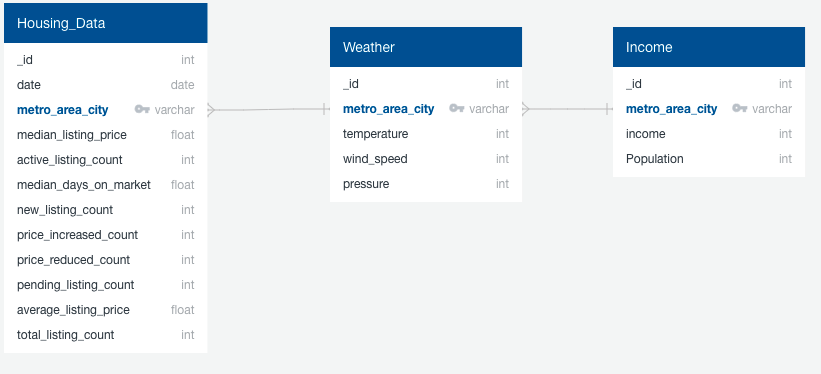 Housing_Data
_id int
date date
metro_area_city varchar
median_listing_price float
active_listing_count int
median_days_on_market float
new_listing_count int
price_increased_count int
price_reduced_count int
pending_listing_count int
average_listing_price float
total_listing_count int
Weather
_id int
metro_area_city varchar
temperature int
wind_speed int
pressure int
Income
_id int
metro_area_city varchar
income int
Population int